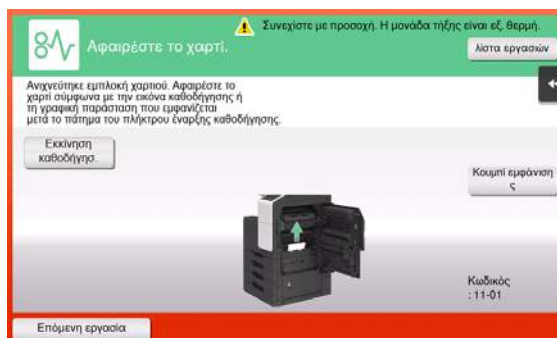 Συνεχίστε με προσοχή. Η μονάδα τήξης είναι εξ. θερμή.
Αφαιρέστε το χαρτί.
λίστα εργασιών
Ανιχνεύτηκε εμπλοκή χαρτιού. Αφαιρέστε το
χαρτί σύμφωνα με την εικόνα καθοδήγησης ή
τη γραφική παράσταση που εμφανίζεται
μετά το πάτημα του πλήκτρου έναρξης καθοδήγησης.
Εκκίνηση
καθοδήγησ.
Κουμπί εμφάνιση
ς
Κωδικός
: 11-01
Επόμενη εργασία